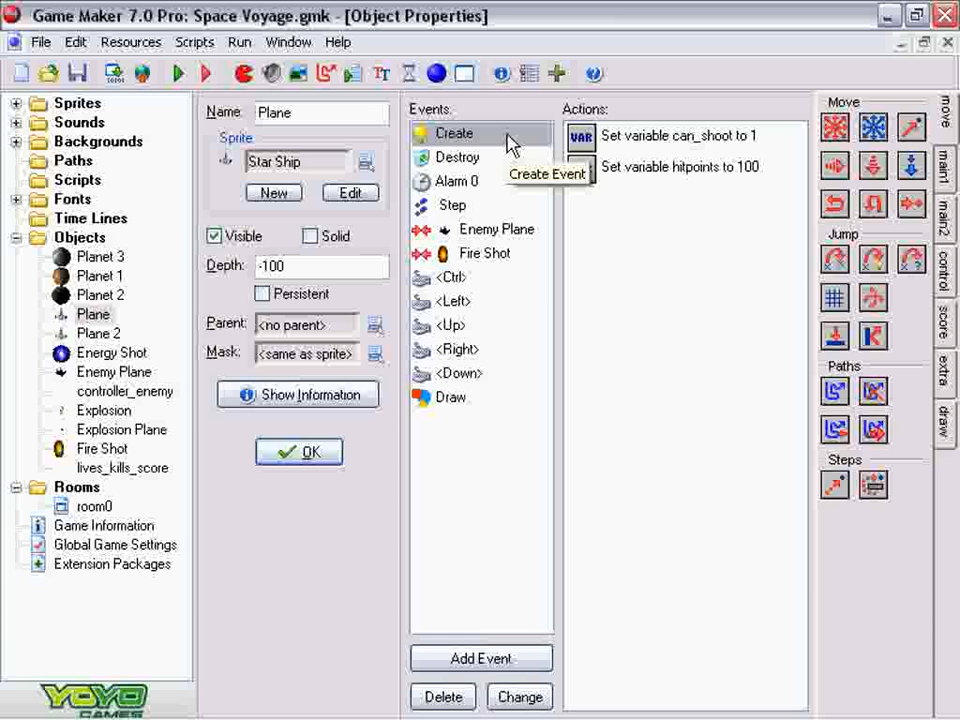 Game Maker 7.0 Pro: Space Voyage.gmk - [Object Properties]
File Edit Resources Scripts Run Window Help
Sprites
Sounds
Backgrounds
Paths
Scripts
Fonts
Time Lines
Objects
Planet 3
Planet 1
Planet 2
Plane
Plane 2
Energy Shot
Enemy Plane
controller_enemy
Explosion
Explosion Plane
Fire Shot
lives_kills_score
Rooms
room0
Game Information
Global Game Settings
Extension Packages
YOYO
GAMES
Name: Plane
Sprite
Star Ship
New Edit
Visible Solid
Depth: -100
Persistent
Parent: <no parent>
Mask: <same as sprite>
Show Information
OK
Events:
Create
Destroy
Alarm 0
Step
Enemy Plane
Fire Shot
<Ctrl>
<Left>
<Up>
<Right>
<Down>
Draw
Create Event
Add Event
Delete Change
Actions:
VAR Set variable can_shoot to 1
Set variable hitpoints to 100
Move
Jump
Paths
Steps
move
main1
main2
control
score
extra
draw